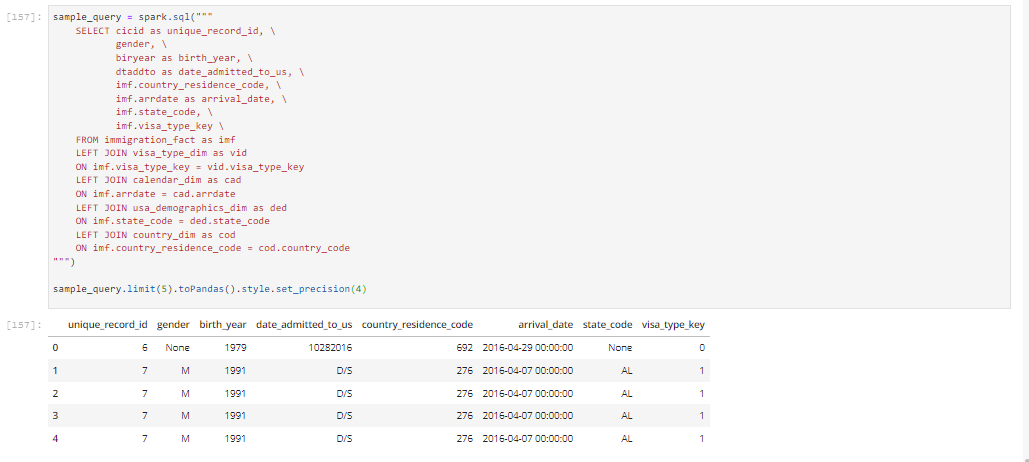 [157]: sample_query = spark.sql("""
SELECT cicid as unique_record_id, \
gender, \
biryear as birth_year, \
dtaddto as date_admitted_to_us, \
imf.country_residence_code, \
imf.arrdate as arrival_date, \
imf.state_code, \
imf.visa_type_key \
FROM immigration_fact as imf
LEFT JOIN visa_type_dim as vid
ON imf.visa_type_key = vid.visa_type_key
LEFT JOIN calendar_dim as cad
ON imf.arrdate = cad.arrdate
LEFT JOIN usa_demographics_dim as ded
ON imf.state_code = ded.state_code
LEFT JOIN country_dim as cod
ON imf.country_residence_code = cod.country_code
""")
sample_query.limit(5).toPandas().style.set_precision(4)
[157]: unique_record_id gender birth_year date_admitted_to_us country_residence_code arrival_date state_code visa_type_key
0 6 None 1979 10282016 692 2016-04-29 00:00:00 None 0
1 7 M 1991 D/S 276 2016-04-07 00:00:00 AL 1
2 7 M 1991 D/S 276 2016-04-07 00:00:00 AL 1
3 7 M 1991 D/S 276 2016-04-07 00:00:00 AL 1
4 7 M 1991 D/S 276 2016-04-07 00:00:00 AL 1